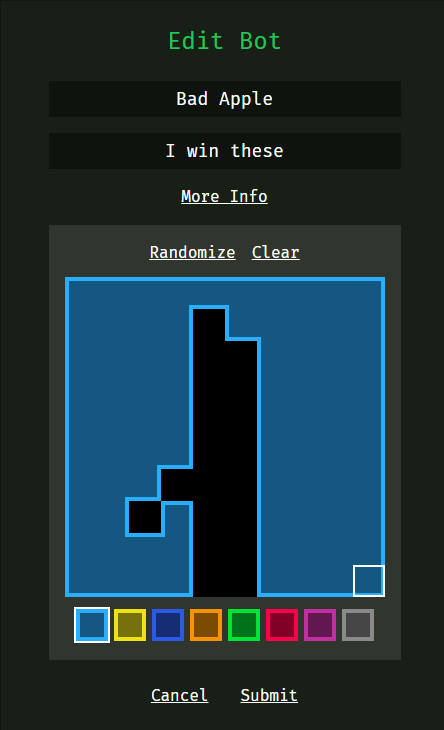 Edit Bot
Bad Apple
I win these
More Info
Randomize Clear
Cancel Submit